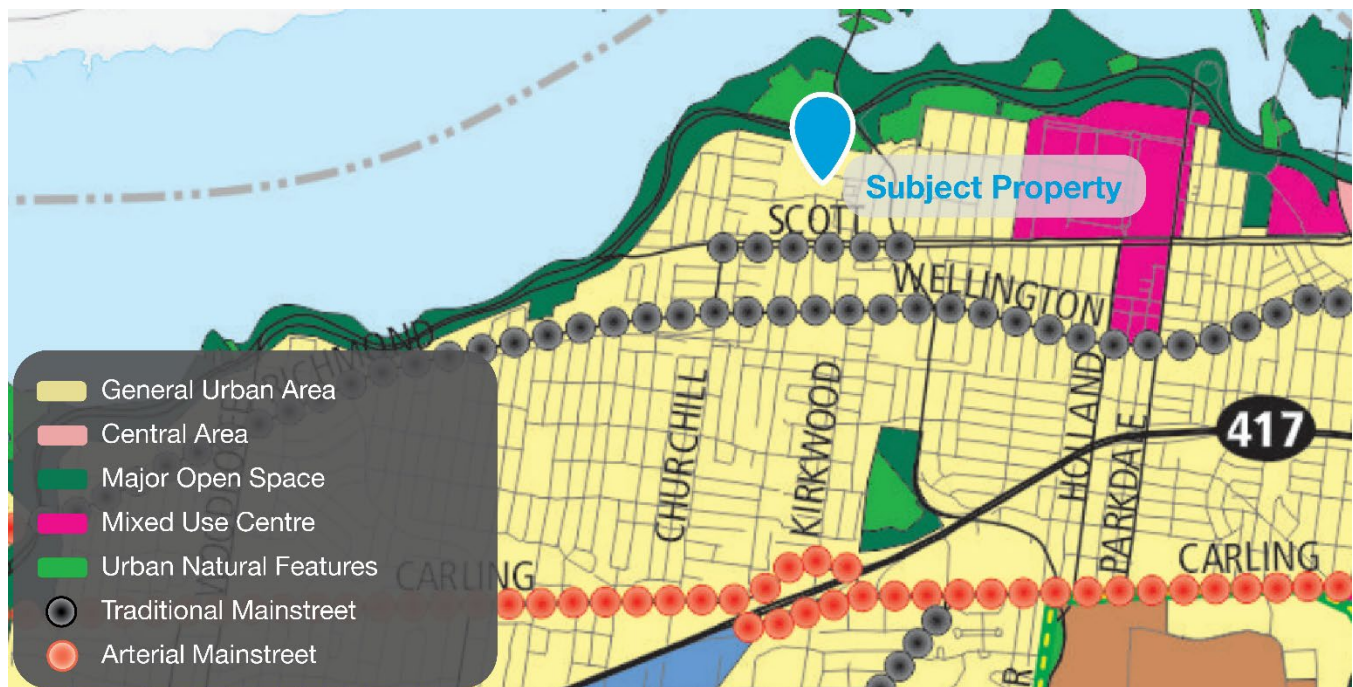 Subject Property
SCOTT
WELLINGTON
RICHMOND
CHURCHILL
KIRKWOOD
HOLLAND
PARKDALE
417
CARLING
CARLING
General Urban Area
Central Area
Major Open Space
Mixed Use Centre
Urban Natural Features
Traditional Mainstreet
Arterial Mainstreet